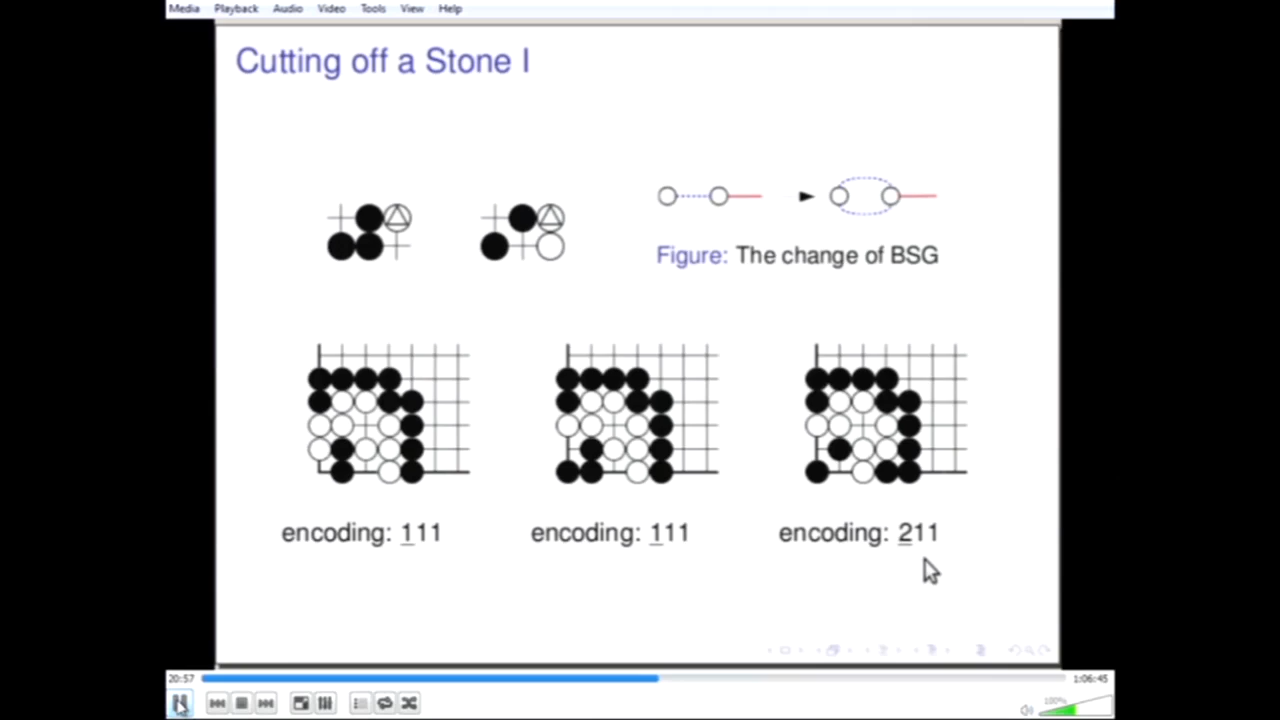 Media Playback Audio Video Tools View Help
Cutting off a Stone I
Figure: The change of BSG
encoding: 111 encoding: 111 encoding: 211
20:57 1:06:45
100%